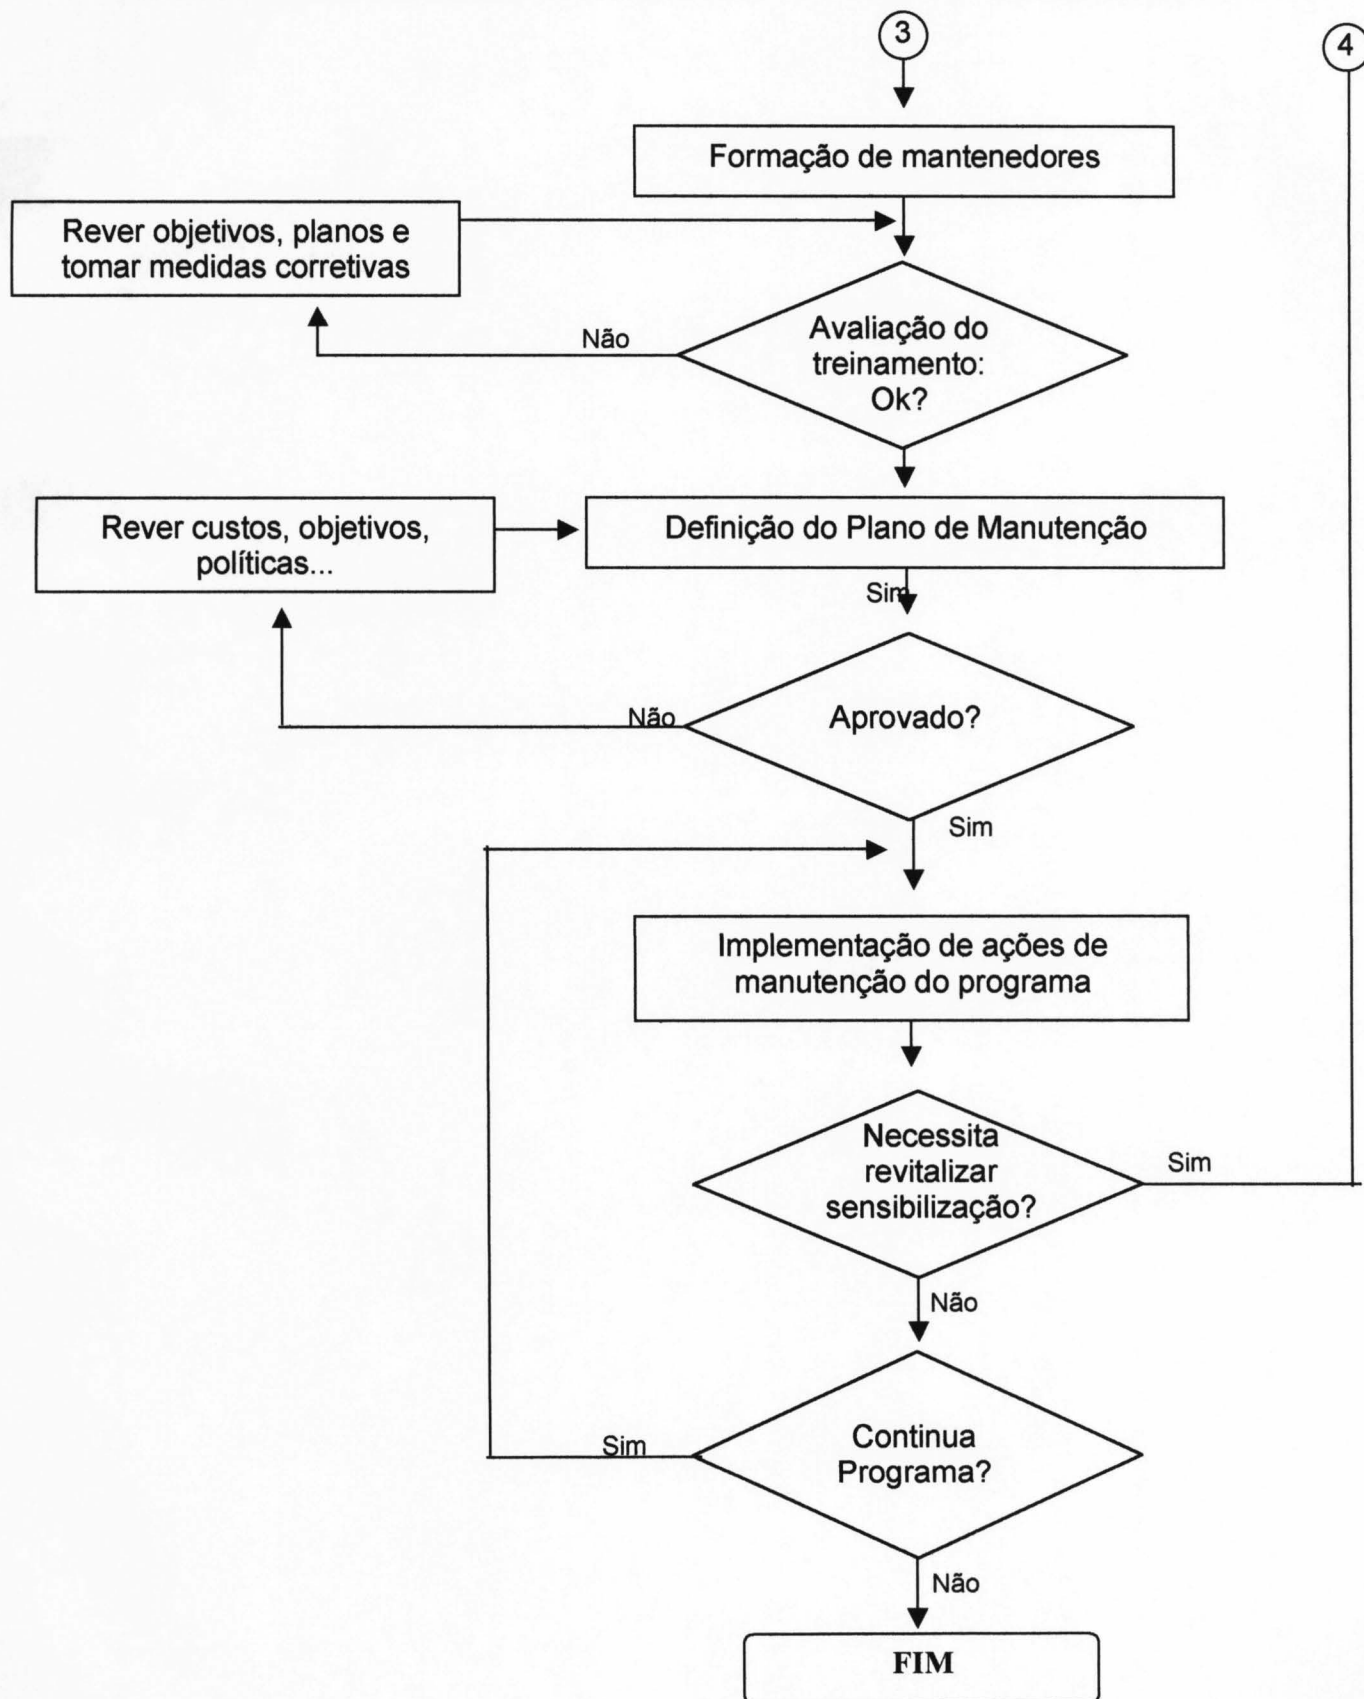 3
4
Formação de mantenedores
Rever objetivos, planos e
tomar medidas corretivas
Não
Avaliação do
treinamento:
Ok?
Rever custos, objetivos,
políticas...
Definição do Plano de Manutenção
Sim
Não
Aprovado?
Sim
Implementação de ações de
manutenção do programa
Necessita
revitalizar
sensibilização?
Sim
Não
Sim
Continua
Programa?
Não
FIM